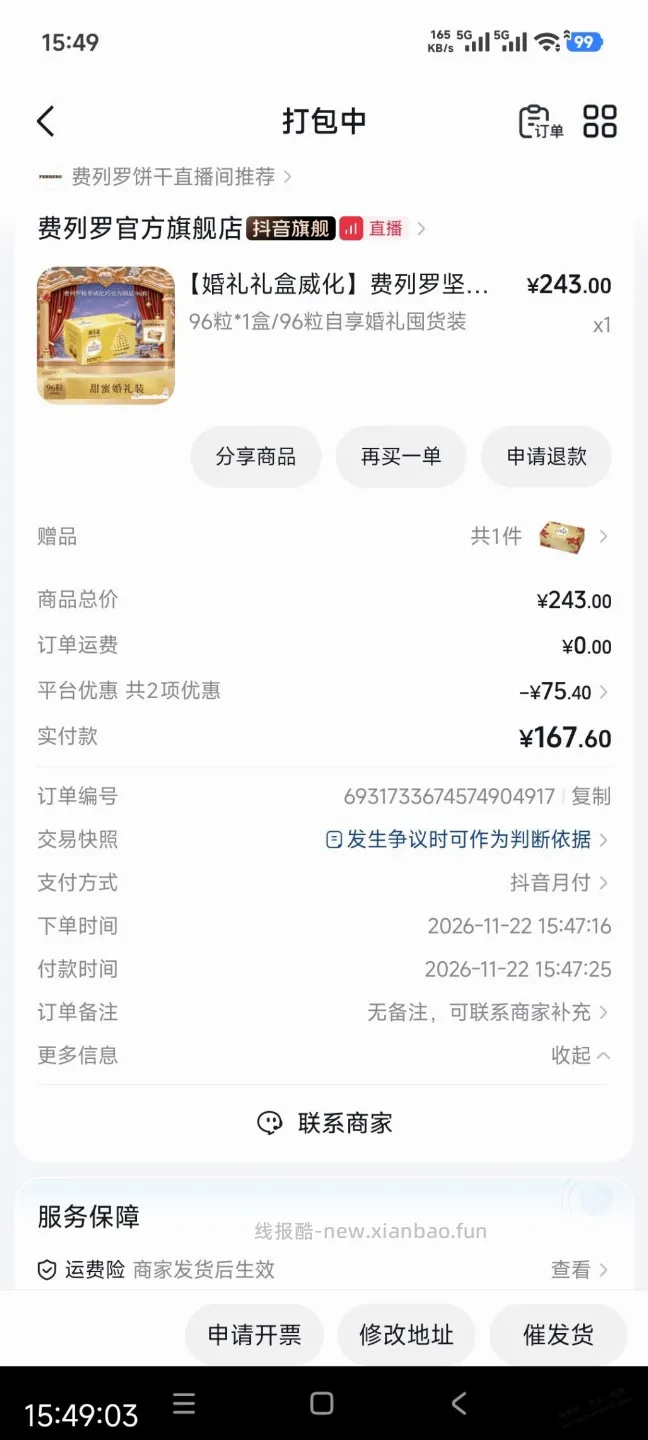 15:49
165 KB/s 5G 5G 99
打包中
订单
FERRERO 费列罗饼干直播间推荐
费列罗官方旗舰店 抖音旗舰 直播
【婚礼礼盒威化】费列罗坚... ¥243.00
96粒*1盒/96粒自享婚礼囤货装 x1
96粒
甜蜜婚礼装
分享商品 再买一单 申请退款
赠品 共1件
商品总价 ¥243.00
订单运费 ¥0.00
平台优惠 共2项优惠 -¥75.40
实付款 ¥167.60
订单编号 6931733674574904917 复制
交易快照 发生争议时可作为判断依据
支付方式 抖音月付
下单时间 2026-11-22 15:47:16
付款时间 2026-11-22 15:47:25
订单备注 无备注，可联系商家补充
更多信息 收起
联系商家
服务保障
线报酷-new.xianbao.fun
运费险 商家发货后生效 查看
申请开票 修改地址 催发货
15:49:03